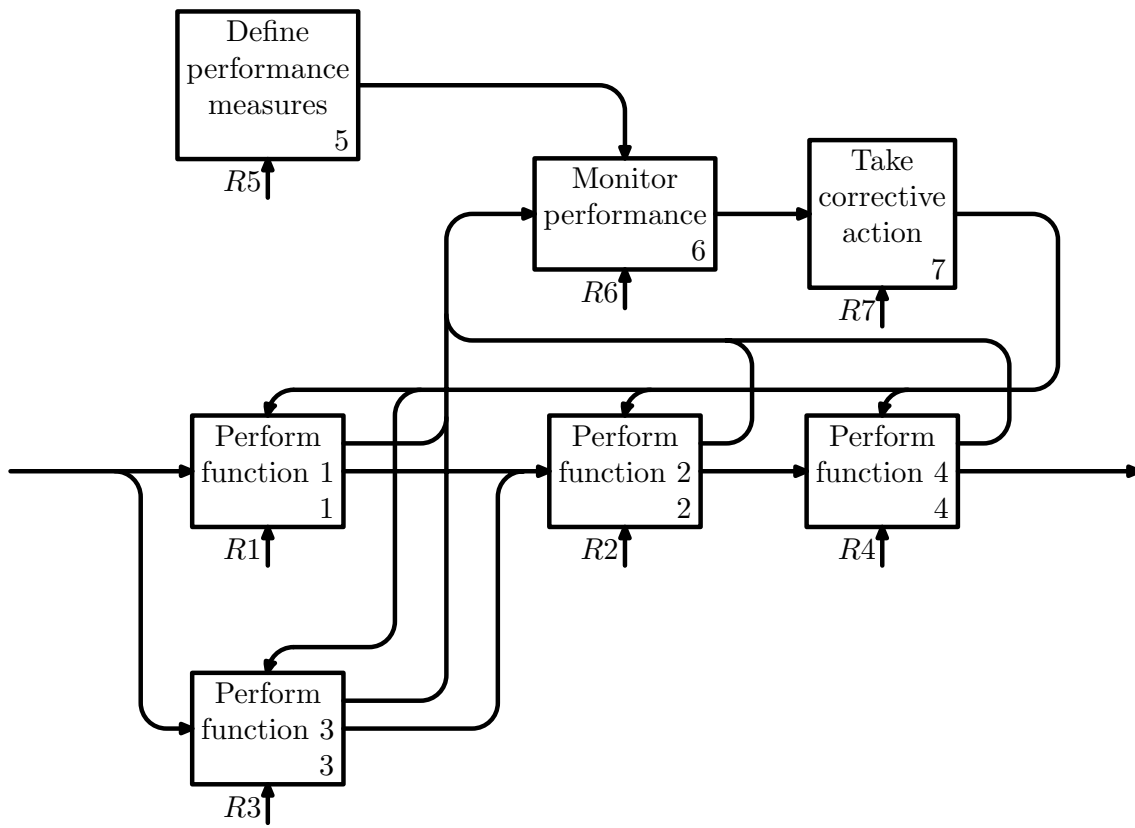 Define
performance
measures
5
R5
Monitor
performance
6
R6
Take
corrective
action
7
R7
Perform
function 1
1
R1
Perform
function 2
2
R2
Perform
function 4
4
R4
Perform
function 3
3
R3